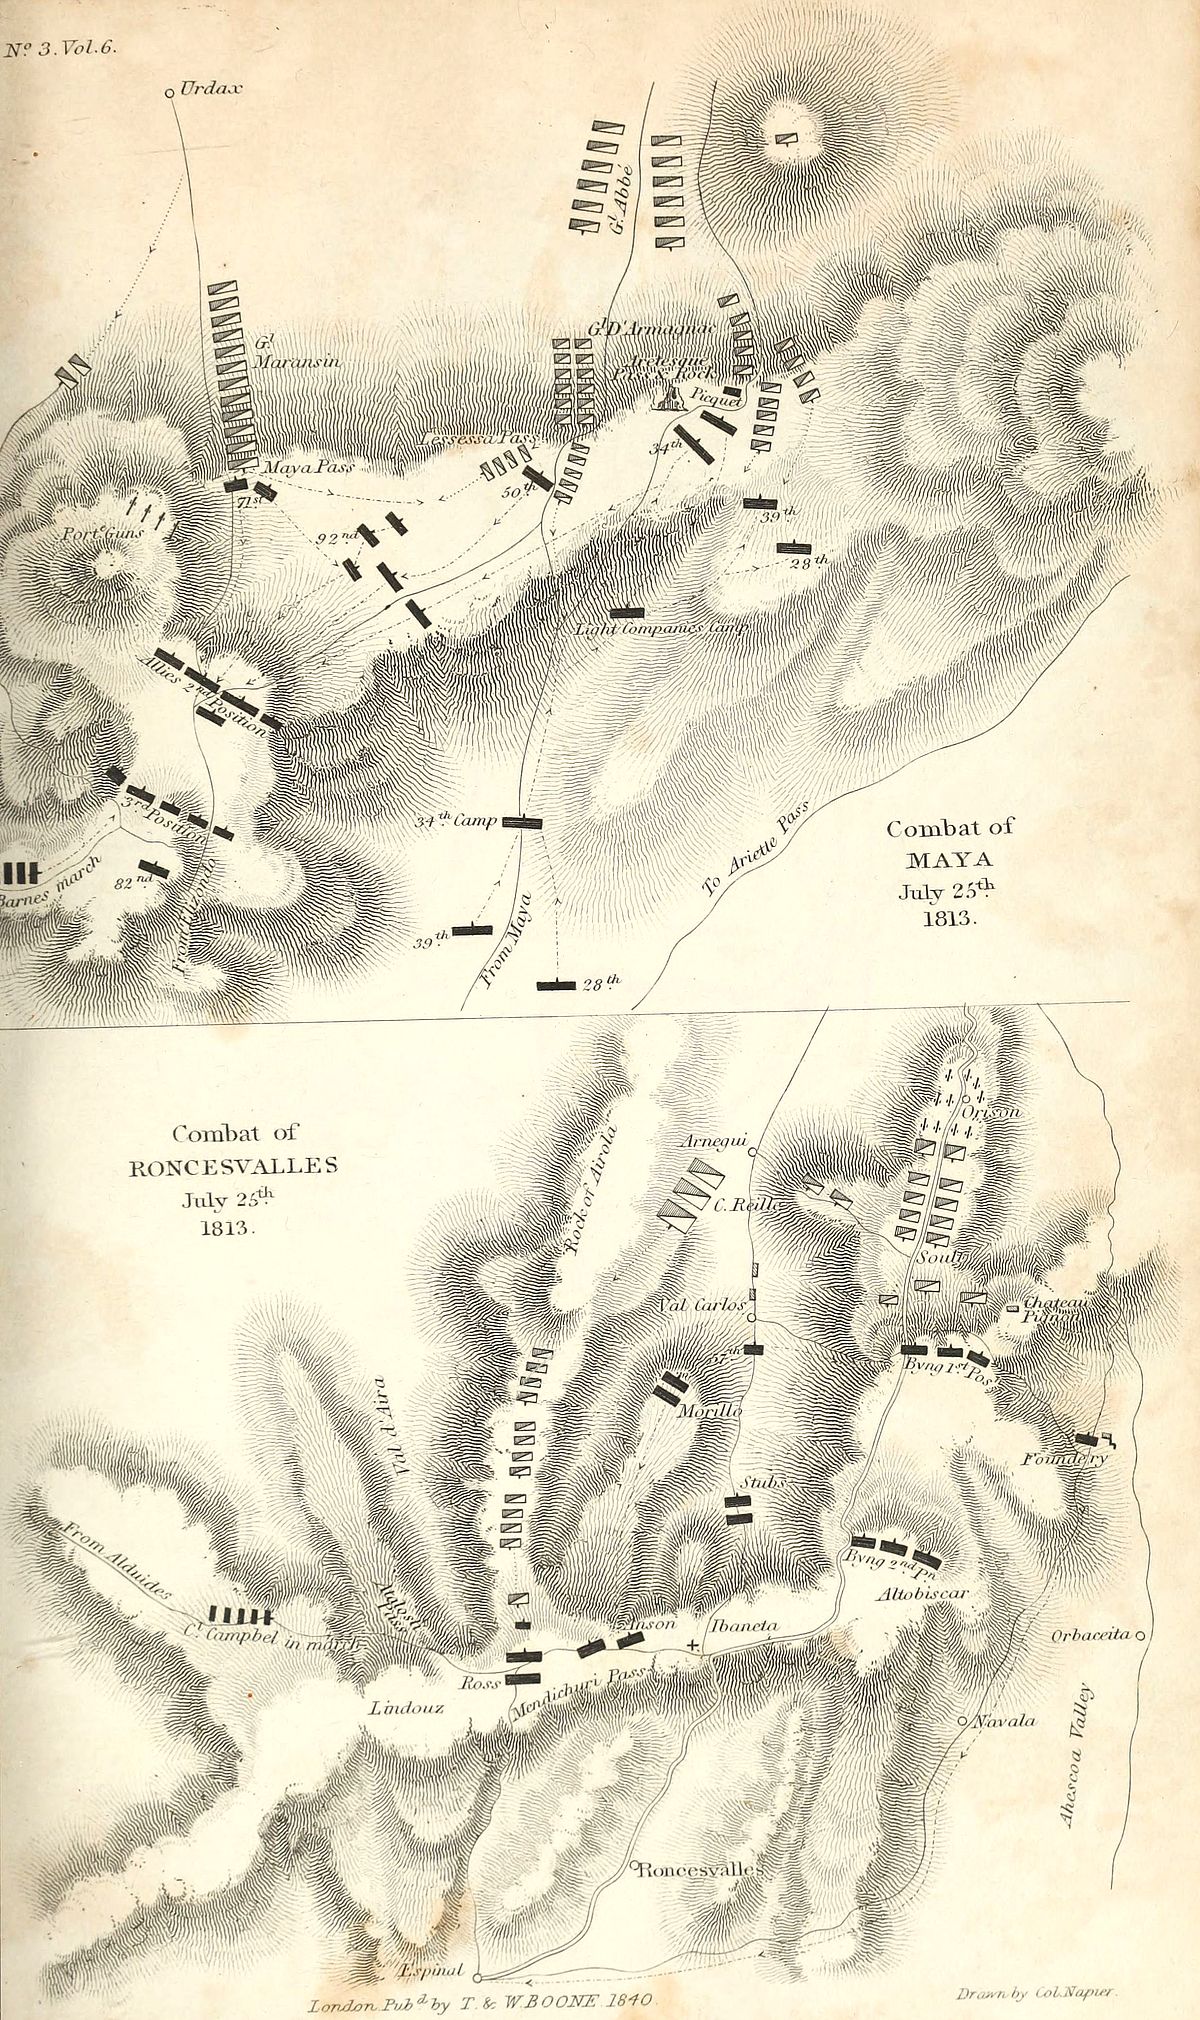 Nº 3. Vol. 6.
Urdax
Gl Abbé
Gl
Maransin
Gl D'Armagnac
Aretesque
Pass & Rock
Picquet
34th
Lessessa Pass
Maya Pass
71st
50th
Porte Guns
92nd
39th
28th
Light Companies Camp
Allies 2nd Position
3rd Position
34th Camp
Barnes march
82nd
From Elizondo
39th
From Maya
28th
To Ariette Pass
Combat of
MAYA
July 25th
1813.
Combat of
RONCESVALLES
July 25th
1813.
Rock of Airola
Arnegui
C. Reille
Orison
Soult
Val Carlos
Chateau
Pignon
27th
Byng 1st Posn
Morillo
Val d'Aira
Foundery
Stubs
From Alduides
Byng 2nd Pn
Altobiscar
Atalosti
Pass
Cl Campbel in march
Anson
Ibaneta
Orbaceita
Ross
Mendichuri Pass
Lindouz
Navala
Ahescoa Valley
Roncesvalles
Espinal
London Pubd by T. & W. BOONE. 1840.
Drawn by Col. Napier.